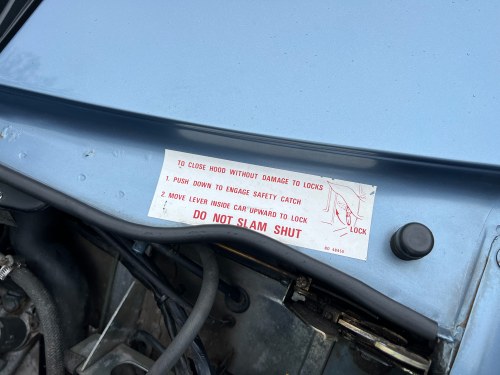 TO CLOSE HOOD WITHOUT DAMAGE TO LOCKS
1. PUSH DOWN TO ENGAGE SAFETY CATCH
2. MOVE LEVER INSIDE CAR UPWARD TO LOCK
DO NOT SLAM SHUT
LOCK